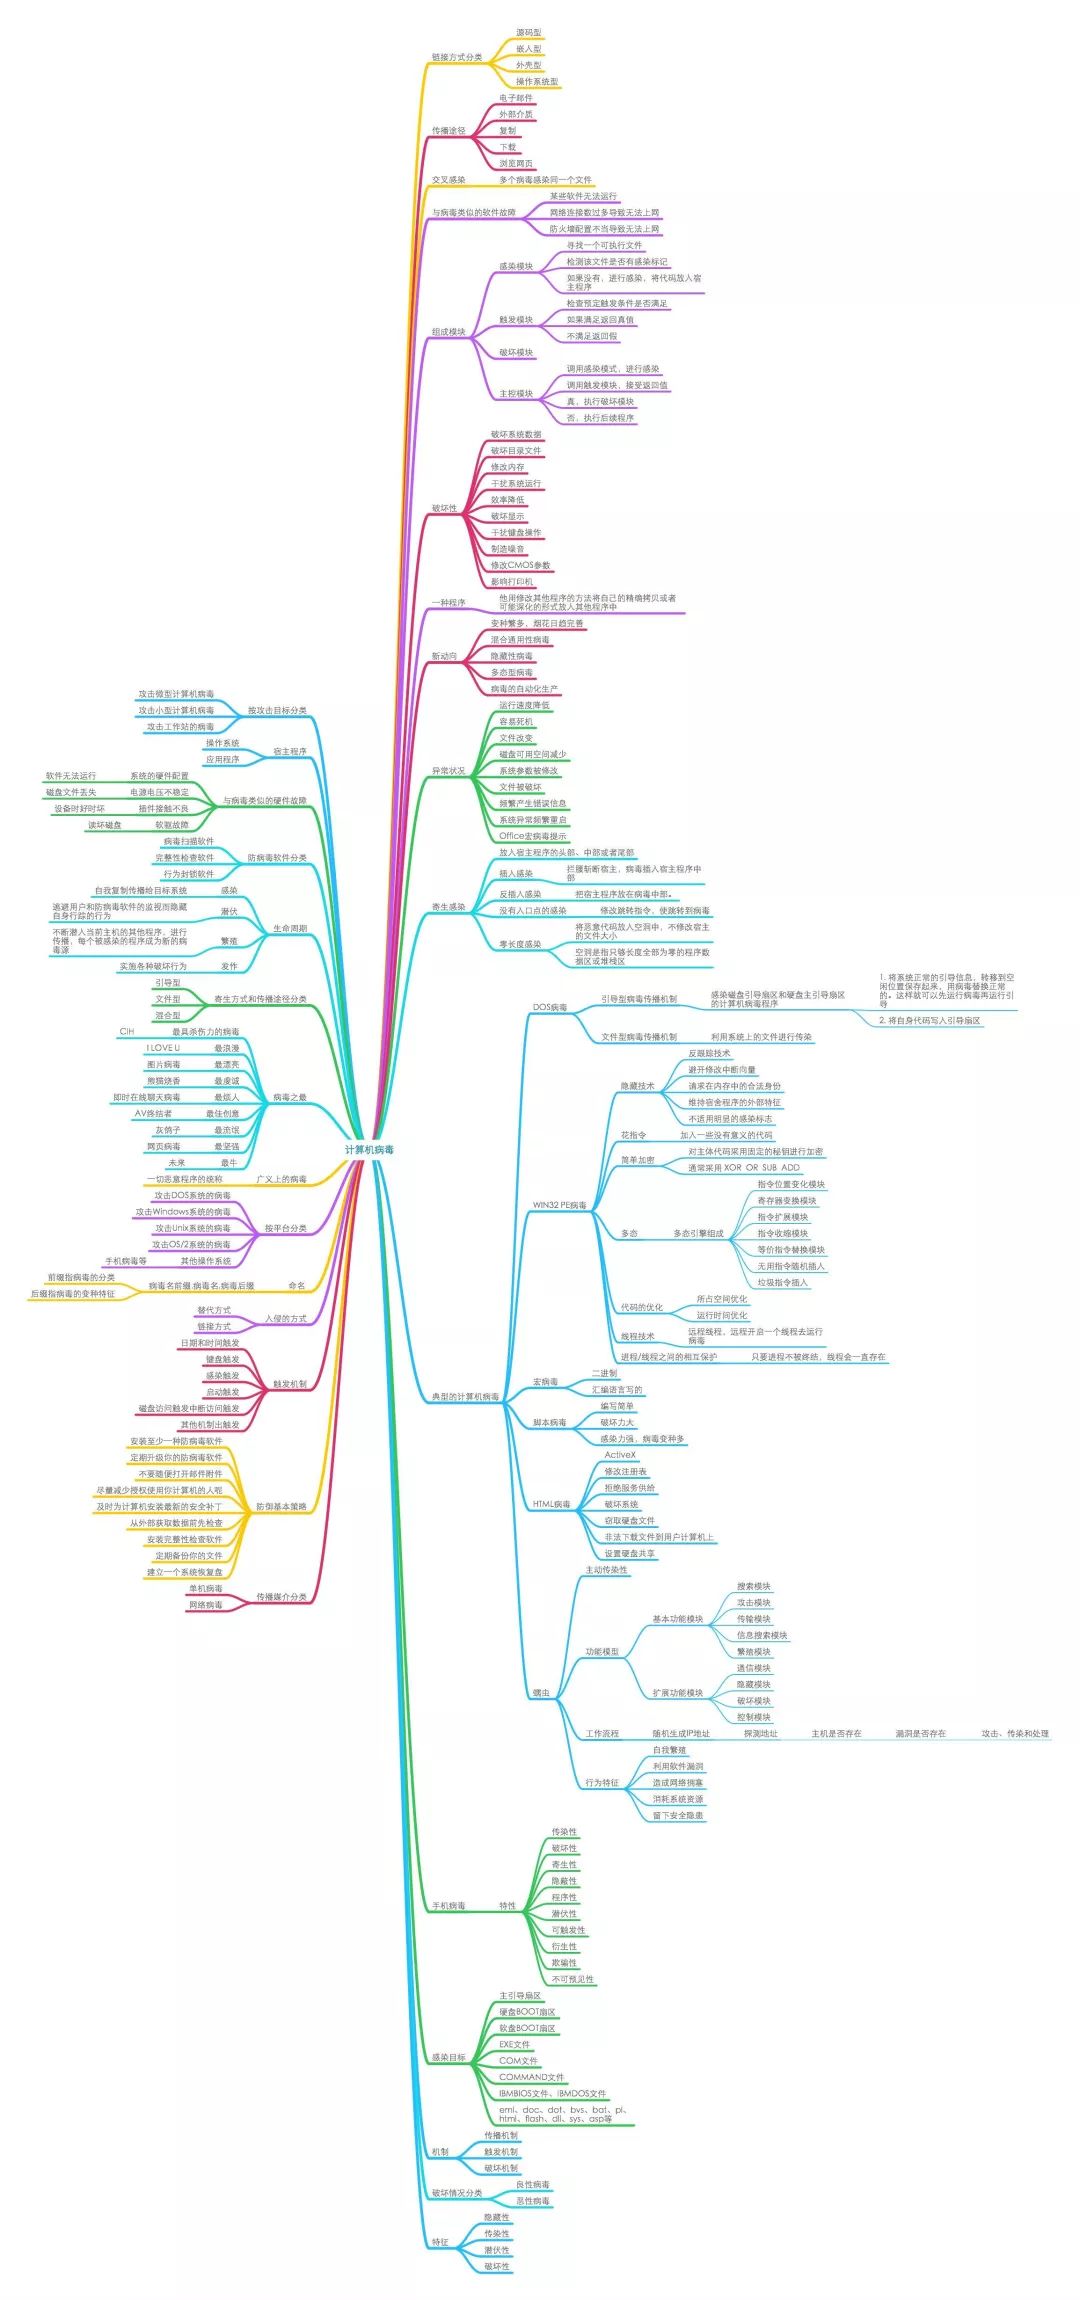 计算机病毒
链接方式分类
源码型
嵌入型
外壳型
操作系统型
传播途径
电子邮件
外部介质
复制
下载
浏览网页
交叉感染
多个病毒感染同一个文件
与病毒类似的软件故障
某些软件无法运行
网络连接数过多导致无法上网
防火墙配置不当导致无法上网
组成模块
感染模块
寻找一个可执行文件
检测该文件是否有感染标记
如果没有，进行感染，将代码放入宿
主程序
触发模块
检查预定触发条件是否满足
如果满足返回真值
不满足返回假
破坏模块
主控模块
调用感染模式，进行感染
调用触发模块，接受返回值
真，执行破坏模块
否，执行后续程序
破坏性
破坏系统数据
破坏目录文件
修改内存
干扰系统运行
效率降低
破坏显示
干扰键盘操作
制造噪音
修改CMOS参数
影响打印机
一种程序
他用修改其他程序的方法将自己的精确拷贝或者
可能深化的形式放入其他程序中
新动向
变种繁多，烟花日趋完善
混合通用性病毒
隐藏性病毒
多态型病毒
病毒的自动化生产
异常状况
运行速度降低
容易死机
文件改变
磁盘可用空间减少
系统参数被修改
文件被破坏
频繁产生错误信息
系统异常频繁重启
Office宏病毒提示
寄生感染
放入宿主程序的头部、中部或者尾部
插入感染
拦腰斩断宿主，病毒插入宿主程序中
部
反插入感染
把宿主程序放在病毒中部。
没有入口点的感染
修改跳转指令，使跳转到病毒
零长度感染
将恶意代码放入空洞中，不修改宿主
的文件大小
空洞是指只够长度全部为零的程序数
据区或堆栈区
典型的计算机病毒
DOS病毒
引导型病毒传播机制
感染磁盘引导扇区和硬盘主引导扇区
的计算机病毒程序
1. 将系统正常的引导信息，转移到空
闲位置保存起来，用病毒替换正常
的。这样就可以先运行病毒再运行引
导
2. 将自身代码写入引导扇区
文件型病毒传播机制
利用系统上的文件进行传染
WIN32 PE病毒
隐藏技术
反跟踪技术
避开修改中断向量
请求在内存中的合法身份
维持宿舍程序的外部特征
不适用明显的感染标志
花指令
加入一些没有意义的代码
简单加密
对主体代码采用固定的秘钥进行加密
通常采用 XOR OR SUB ADD
多态
多态引擎组成
指令位置变化模块
寄存器变换模块
指令扩展模块
指令收缩模块
等价指令替换模块
无用指令随机插入
垃圾指令插入
代码的优化
所占空间优化
运行时间优化
线程技术
远程线程，远程开启一个线程去运行
病毒
进程/线程之间的相互保护
只要进程不被终结，线程会一直存在
宏病毒
二进制
汇编语言写的
脚本病毒
编写简单
破坏力大
感染力强，病毒变种多
HTML病毒
ActiveX
修改注册表
拒绝服务供给
破坏系统
窃取硬盘文件
非法下载文件到用户计算机上
设置硬盘共享
蠕虫
主动传染性
功能模型
基本功能模块
搜索模块
攻击模块
传输模块
信息搜索模块
繁殖模块
扩展功能模块
通信模块
隐藏模块
破坏模块
控制模块
工作流程
随机生成IP地址
探测地址
主机是否存在
漏洞是否存在
攻击、传染和处理
行为特征
自我繁殖
利用软件漏洞
造成网络拥塞
消耗系统资源
留下安全隐患
手机病毒
特性
传染性
破坏性
寄生性
隐蔽性
程序性
潜伏性
可触发性
衍生性
欺骗性
不可预见性
感染目标
主引导扇区
硬盘BOOT扇区
软盘BOOT扇区
EXE文件
COM文件
COMMAND文件
IBMBIOS文件、IBMDOS文件
eml、doc、dot、bvs、bat、pl、
html、flash、dll、sys、asp等
机制
传播机制
触发机制
破坏机制
破坏情况分类
良性病毒
恶性病毒
特征
隐藏性
传染性
潜伏性
破坏性
按攻击目标分类
攻击微型计算机病毒
攻击小型计算机病毒
攻击工作站的病毒
宿主程序
操作系统
应用程序
与病毒类似的硬件故障
系统的硬件配置
软件无法运行
电源电压不稳定
磁盘文件丢失
插件接触不良
设备时好时坏
软驱故障
读坏磁盘
防病毒软件分类
病毒扫描软件
完整性检查软件
行为封锁软件
生命周期
感染
自我复制传播给目标系统
潜伏
逃避用户和防病毒软件的监视而隐藏
自身行踪的行为
繁殖
不断潜入当前主机的其他程序，进行
传播，每个被感染的程序成为新的病
毒源
发作
实施各种破坏行为
寄生方式和传播途径分类
引导型
文件型
混合型
病毒之最
最具杀伤力的病毒
CIH
最浪漫
I LOVE U
最漂亮
图片病毒
最虔诚
熊猫烧香
最烦人
即时在线聊天病毒
最佳创意
AV终结者
最流氓
灰鸽子
最坚强
网页病毒
最牛
未来
广义上的病毒
一切恶意程序的统称
按平台分类
攻击DOS系统的病毒
攻击Windows系统的病毒
攻击Unix系统的病毒
攻击OS/2系统的病毒
其他操作系统
手机病毒等
命名
病毒名前缀.病毒名.病毒后缀
前缀指病毒的分类
后缀指病毒的变种特征
入侵的方式
替代方式
链接方式
触发机制
日期和时间触发
键盘触发
感染触发
启动触发
磁盘访问触发中断访问触发
其他机制出触发
防御基本策略
安装至少一种防病毒软件
定期升级你的防病毒软件
不要随便打开邮件附件
尽量减少授权使用你计算机的人呢
及时为计算机安装最新的安全补丁
从外部获取数据前先检查
安装完整性检查软件
定期备份你的文件
建立一个系统恢复盘
传播媒介分类
单机病毒
网络病毒